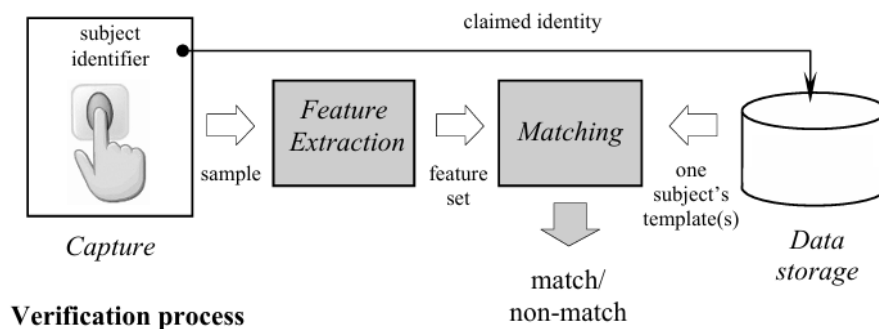 subject
identifier
claimed identity
Feature
Extraction
Matching
sample
feature
set
one
subject's
template(s)
Capture
Data
storage
match/
non-match
Verification process